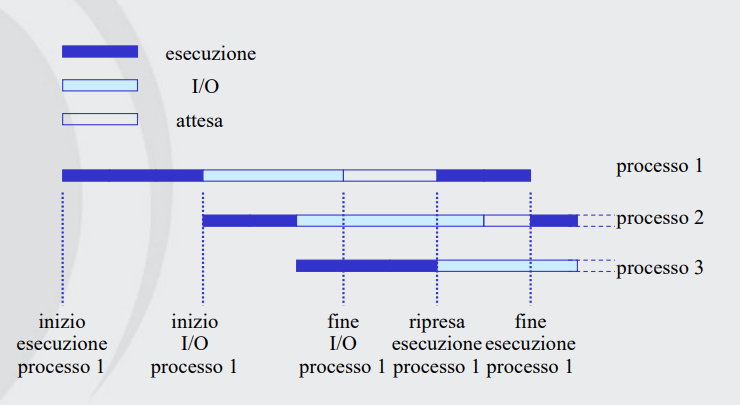 esecuzione
I/O
attesa
processo 1
processo 2
processo 3
inizio
esecuzione
processo 1
inizio
I/O
processo 1
fine
I/O
processo 1
ripresa
esecuzione
processo 1
fine
esecuzione
processo 1